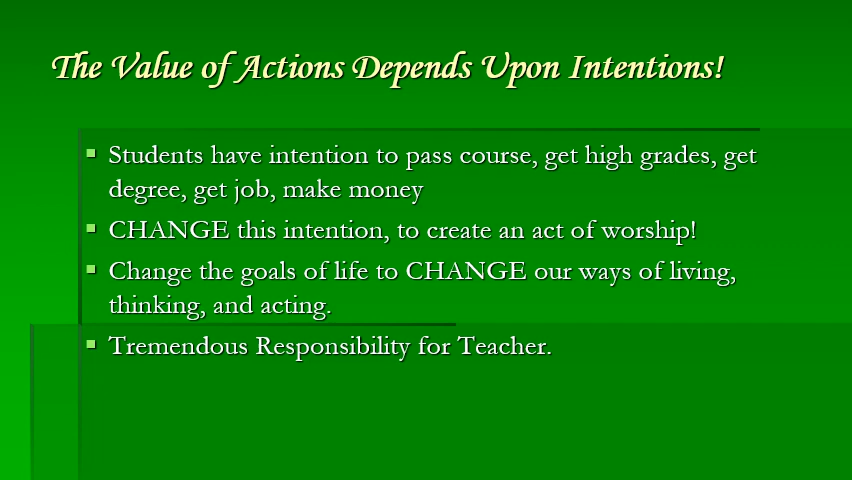 The Value of Actions Depends Upon Intentions!
Students have intention to pass course, get high grades, get
degree, get job, make money
CHANGE this intention, to create an act of worship!
Change the goals of life to CHANGE our ways of living,
thinking, and acting.
Tremendous Responsibility for Teacher.